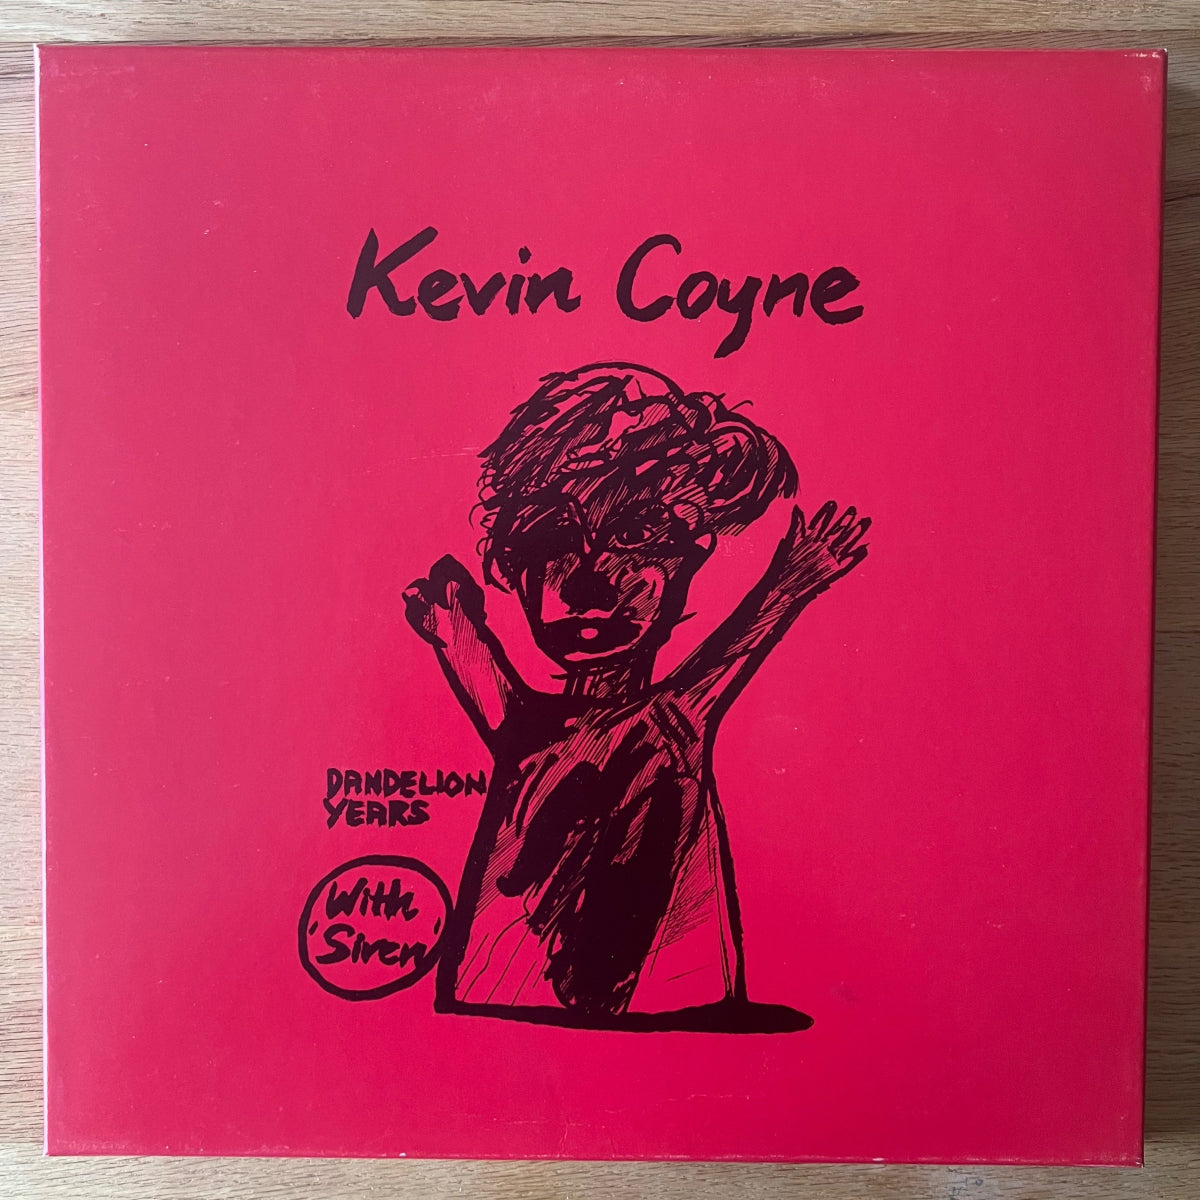 Kevin Coyne
DANDELION
YEARS
With
'Siren'